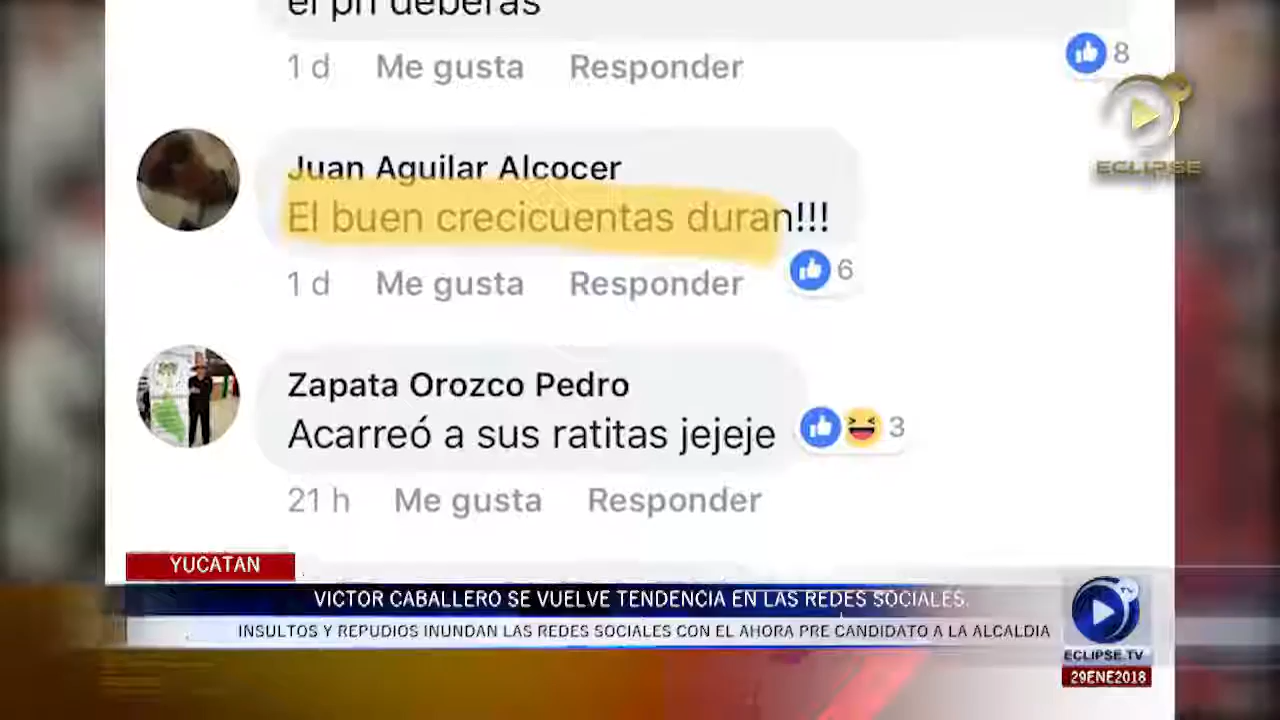 el pri deberas
1 d Me gusta Responder 8
ECLIPSE
Juan Aguilar Alcocer
El buen crecicuentas duran!!!
1 d Me gusta Responder 6
Zapata Orozco Pedro
Acarreó a sus ratitas jejeje 3
21 h Me gusta Responder
YUCATAN
VICTOR CABALLERO SE VUELVE TENDENCIA EN LAS REDES SOCIALES.
INSULTOS Y REPUDIOS INUNDAN LAS REDES SOCIALES CON EL AHORA PRE CANDIDATO A LA ALCALDIA
TV
ECLIPSE.TV
29ENE2018